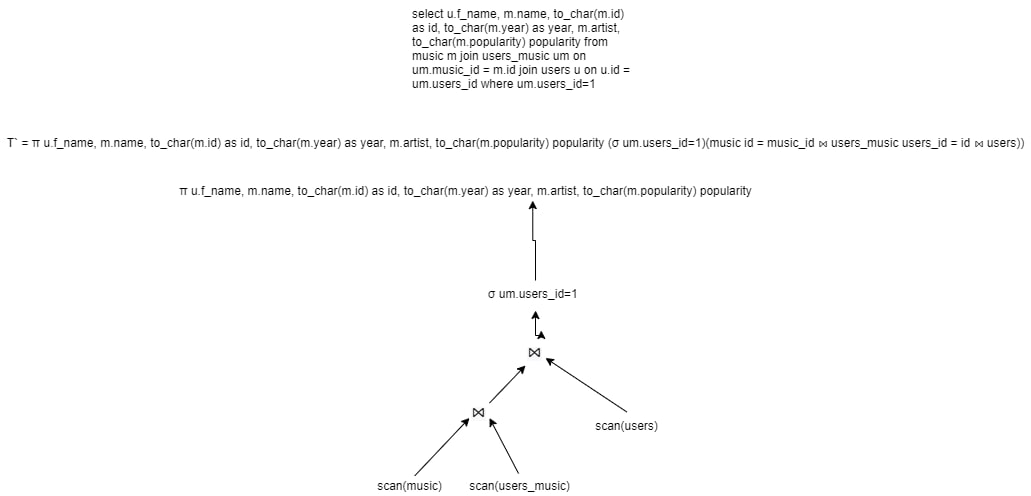 select u.f_name, m.name, to_char(m.id)
as id, to_char(m.year) as year, m.artist,
to_char(m.popularity) popularity from
music m join users_music um on
um.music_id = m.id join users u on u.id =
um.users_id where um.users_id=1
T` = π u.f_name, m.name, to_char(m.id) as id, to_char(m.year) as year, m.artist, to_char(m.popularity) popularity (σ um.users_id=1)(music id = music_id ⋈ users_music users_id = id ⋈ users))
π u.f_name, m.name, to_char(m.id) as id, to_char(m.year) as year, m.artist, to_char(m.popularity) popularity
σ um.users_id=1
⋈
⋈
scan(users)
scan(music) scan(users_music)